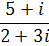 5 + i
2 + 3i